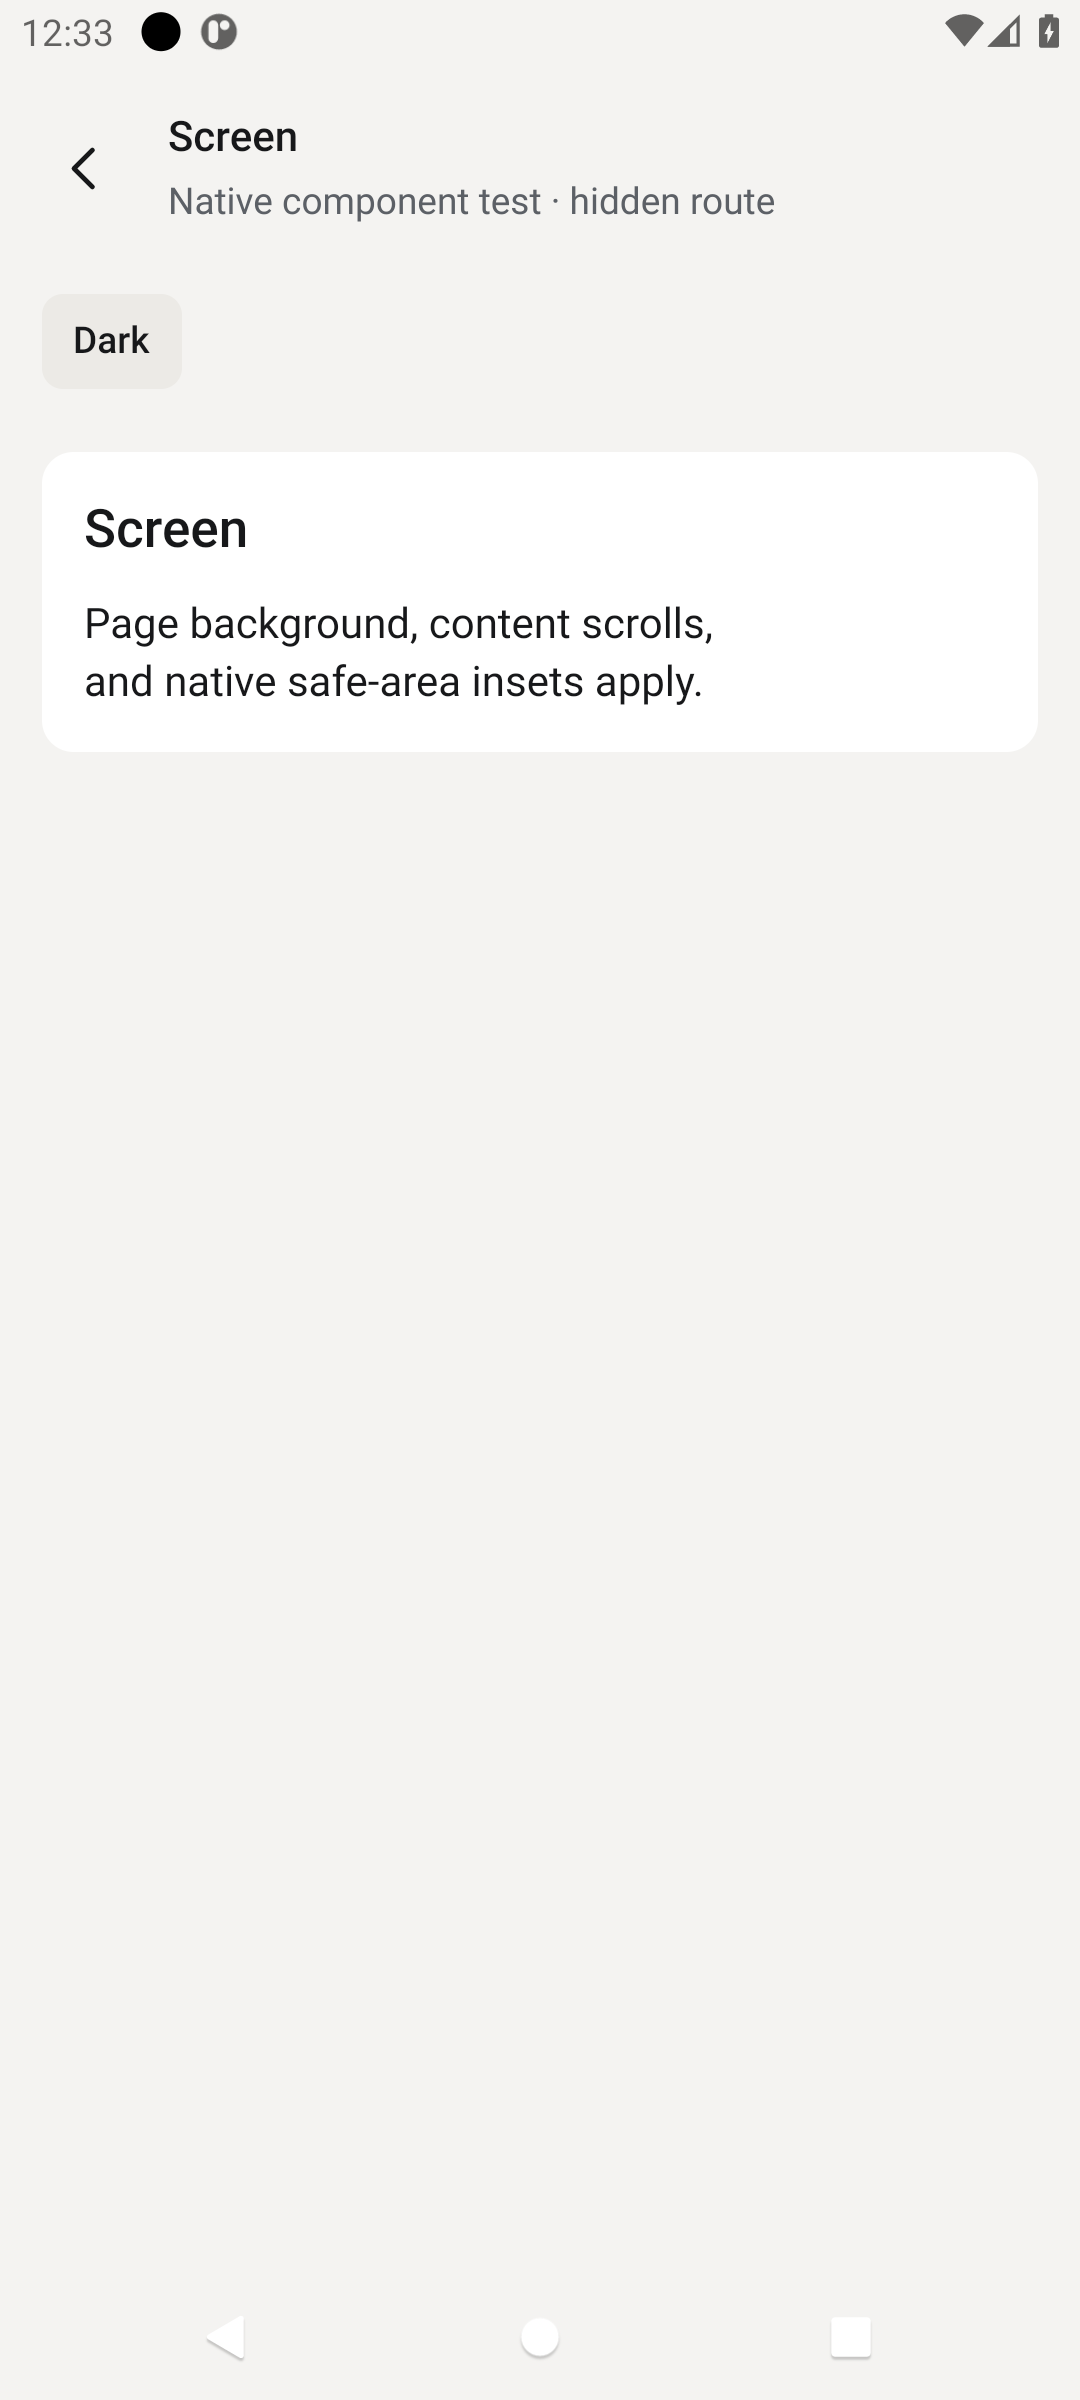 12:33
Screen
Native component test · hidden route
Dark
Screen
Page background, content scrolls,
and native safe-area insets apply.